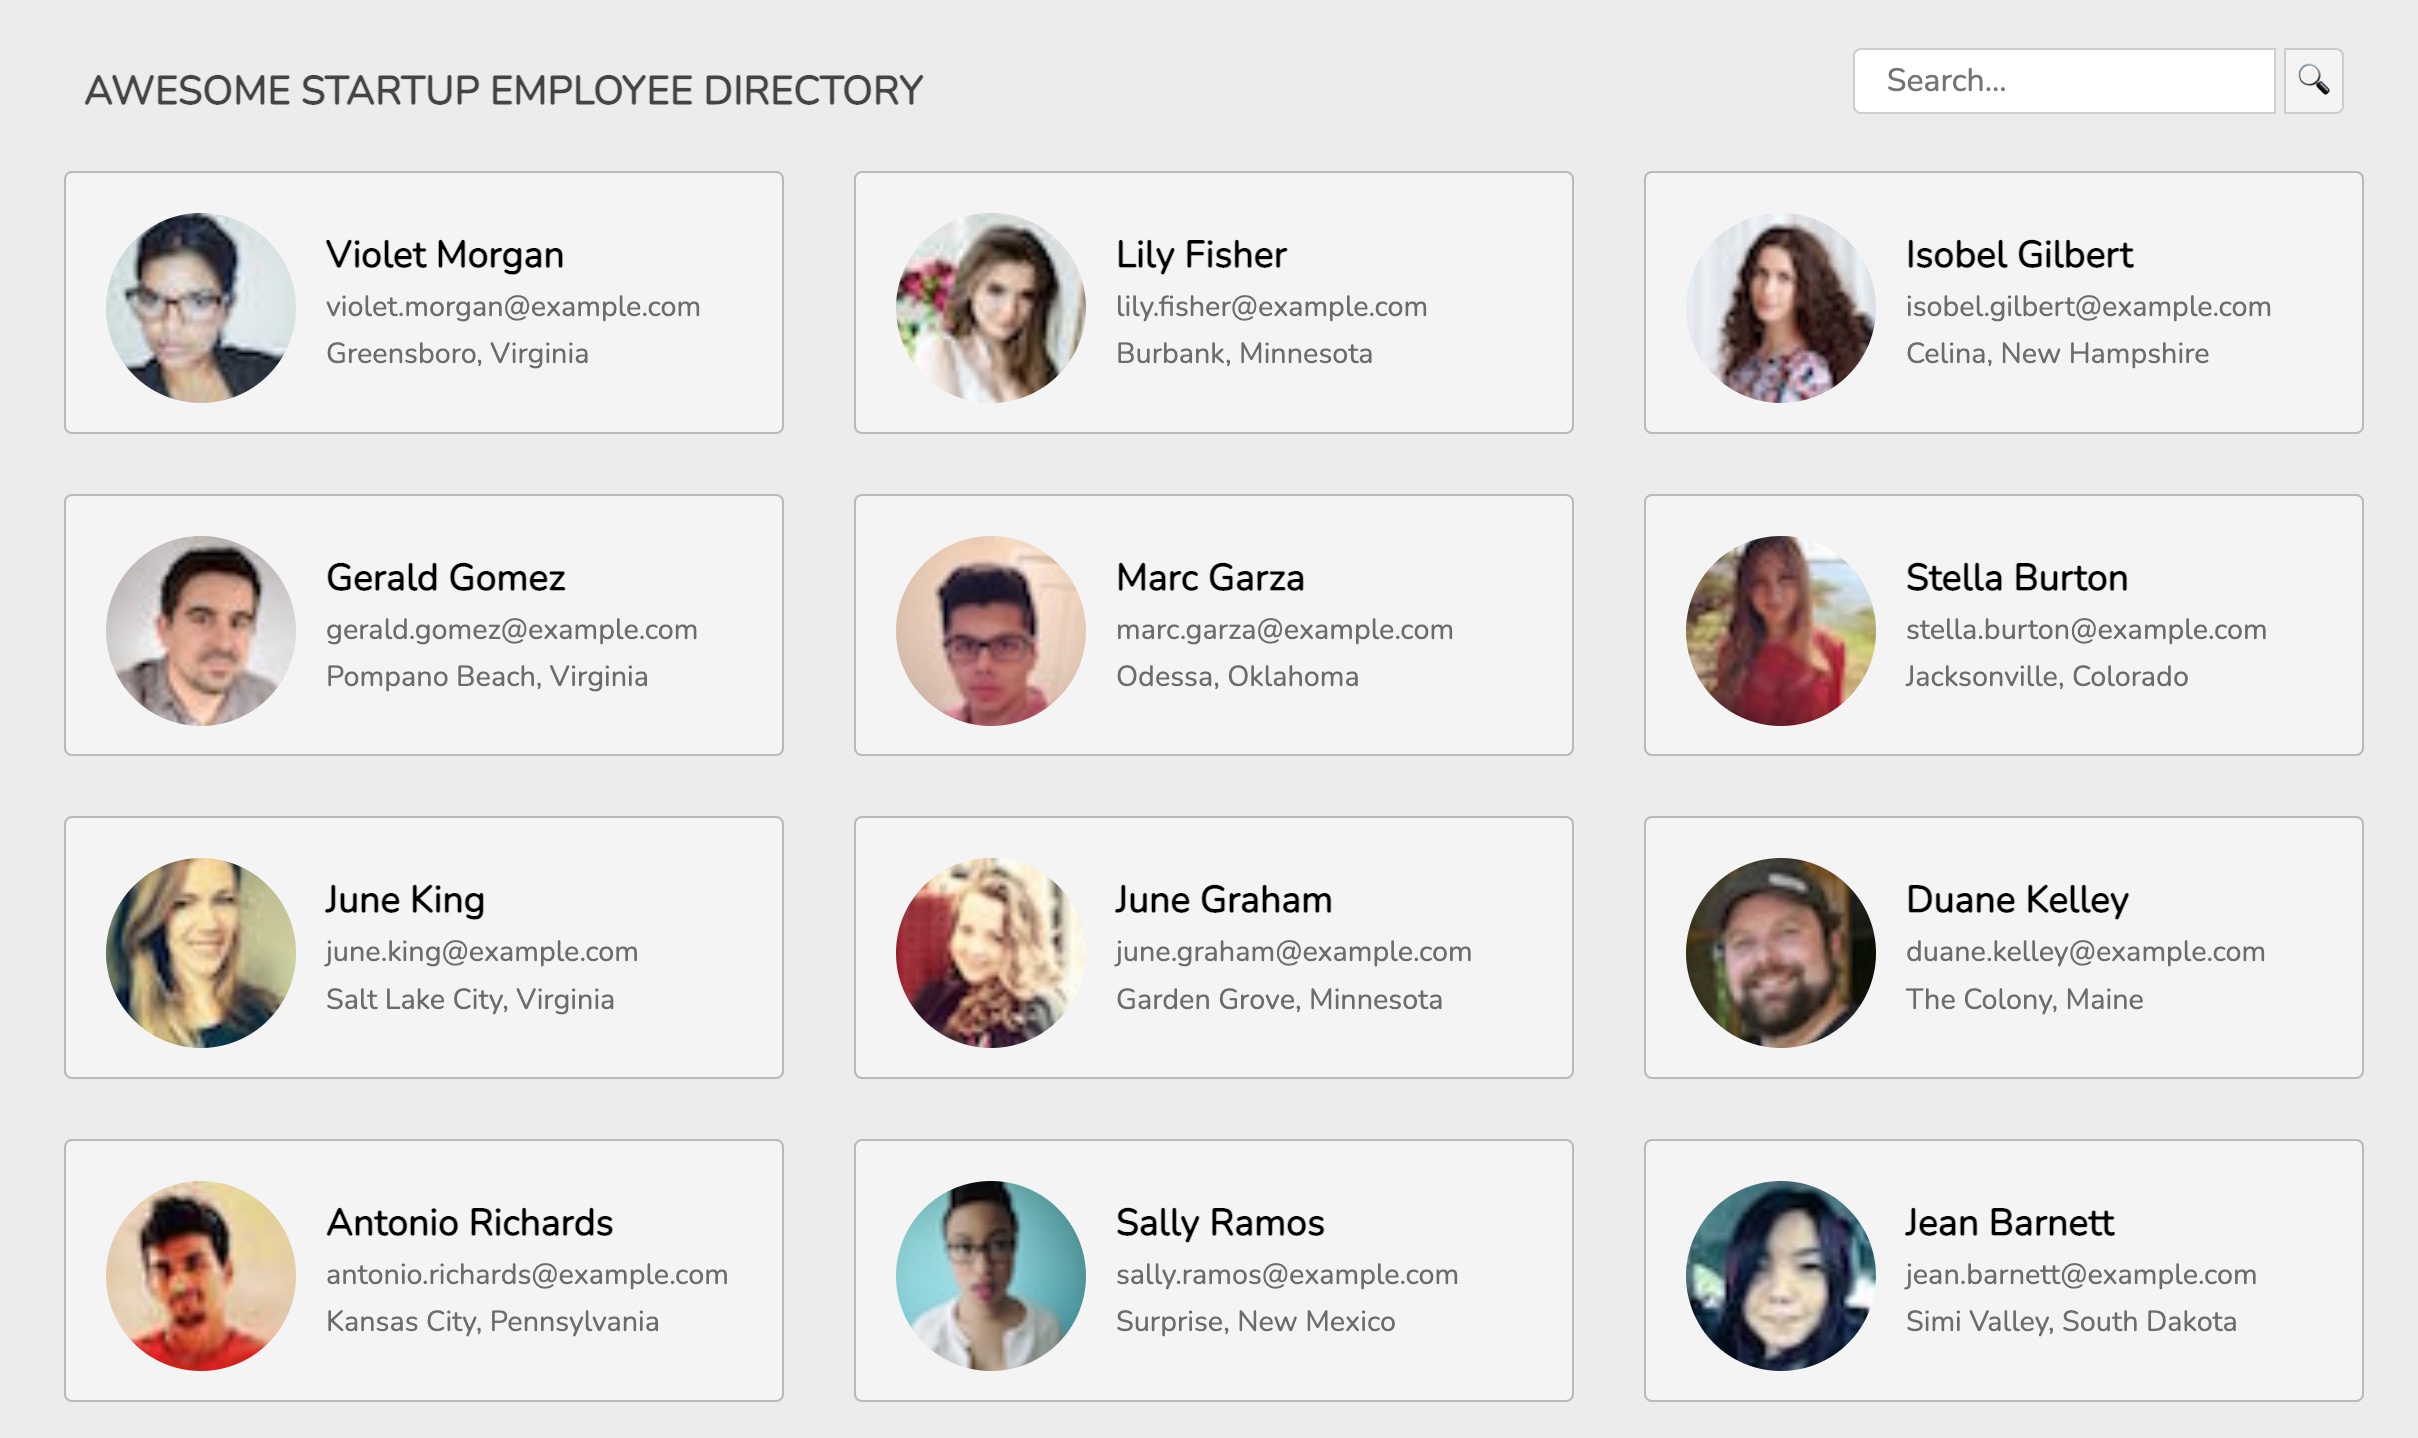 AWESOME STARTUP EMPLOYEE DIRECTORY
Search...
Violet Morgan
violet.morgan@example.com
Greensboro, Virginia
Lily Fisher
lily.fisher@example.com
Burbank, Minnesota
Isobel Gilbert
isobel.gilbert@example.com
Celina, New Hampshire
Gerald Gomez
gerald.gomez@example.com
Pompano Beach, Virginia
Marc Garza
marc.garza@example.com
Odessa, Oklahoma
Stella Burton
stella.burton@example.com
Jacksonville, Colorado
June King
june.king@example.com
Salt Lake City, Virginia
June Graham
june.graham@example.com
Garden Grove, Minnesota
Duane Kelley
duane.kelley@example.com
The Colony, Maine
Antonio Richards
antonio.richards@example.com
Kansas City, Pennsylvania
Sally Ramos
sally.ramos@example.com
Surprise, New Mexico
Jean Barnett
jean.barnett@example.com
Simi Valley, South Dakota